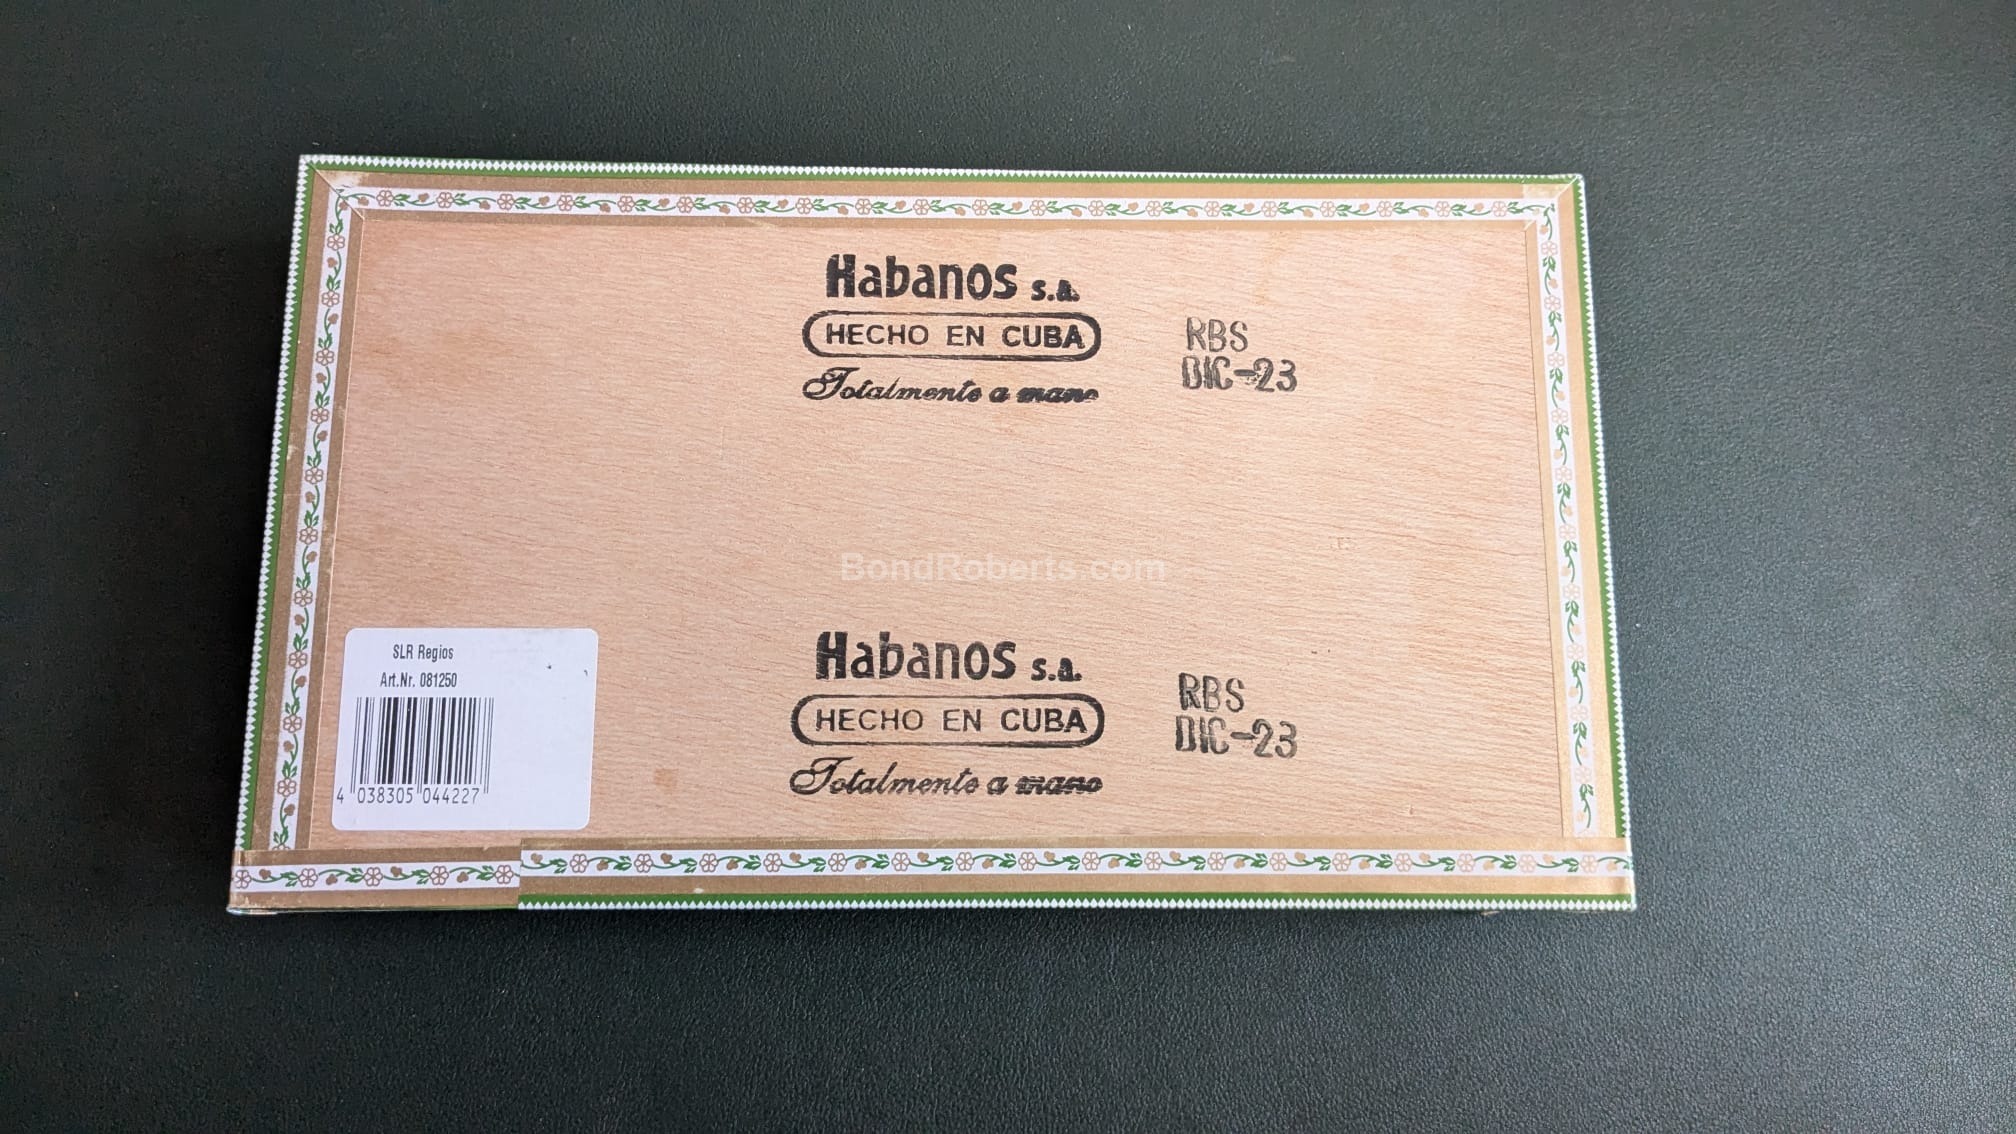 Habanos s.a.
HECHO EN CUBA
Totalmente a mano
RBS
DIC-23
BondRoberts.com
Habanos s.a.
HECHO EN CUBA
Totalmente a mano
RBS
DIC-23
SLR Regios
Art.Nr. 081250
4 038305 044227